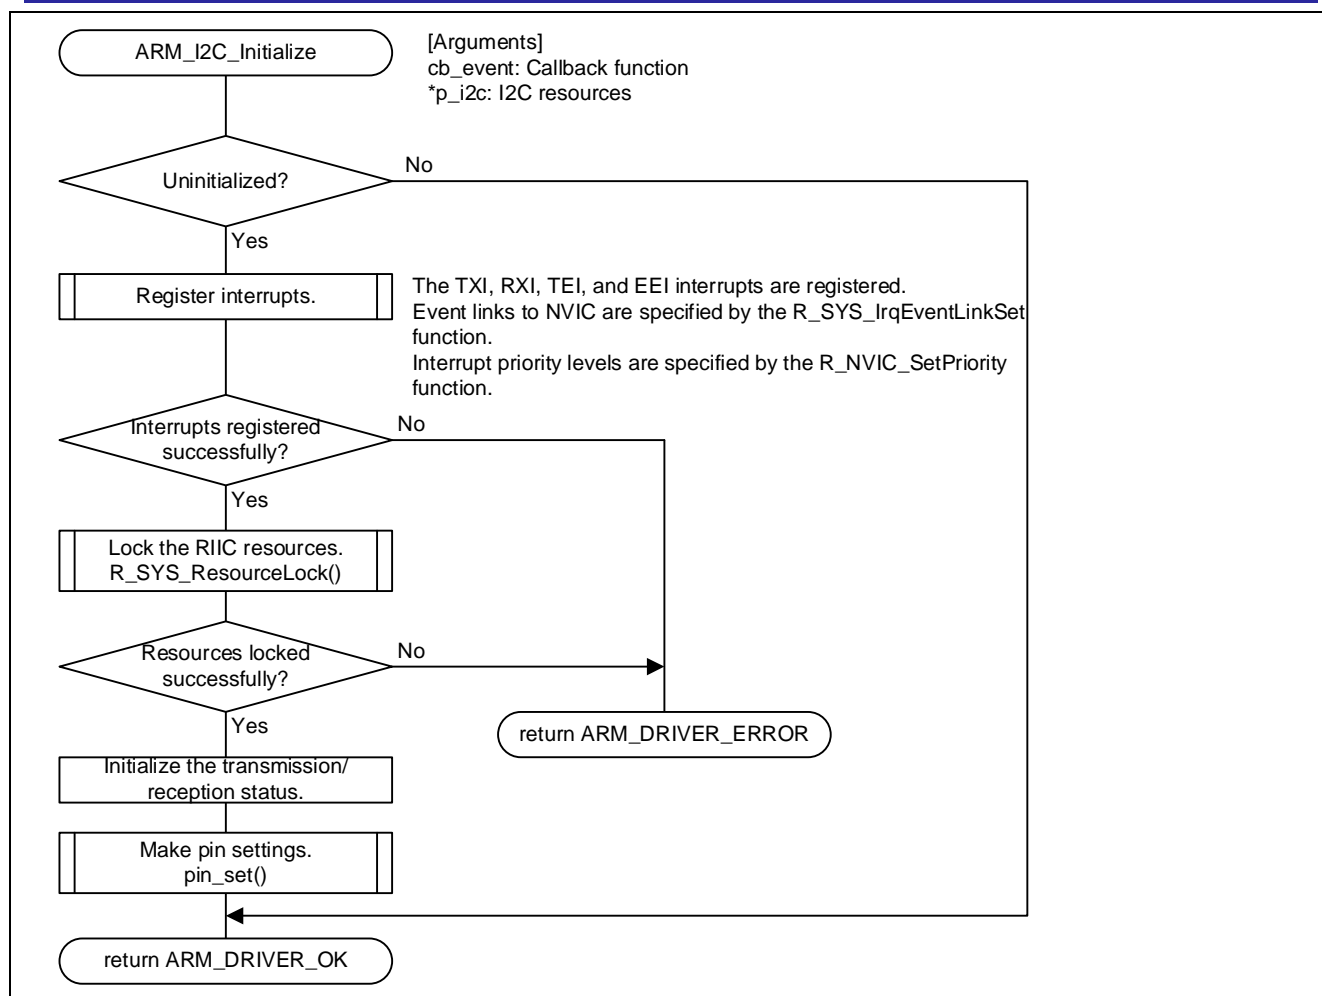 ARM_I2C_Initialize
[Arguments]
cb_event: Callback function
*p_i2c: I2C resources
Uninitialized?
No
Yes
Register interrupts.
The TXI, RXI, TEI, and EEI interrupts are registered.
Event links to NVIC are specified by the R_SYS_IrqEventLinkSet
function.
Interrupt priority levels are specified by the R_NVIC_SetPriority
function.
Interrupts registered
successfully?
No
Yes
Lock the RIIC resources.
R_SYS_ResourceLock()
Resources locked
successfully?
No
Yes
return ARM_DRIVER_ERROR
Initialize the transmission/
reception status.
Make pin settings.
pin_set()
return ARM_DRIVER_OK